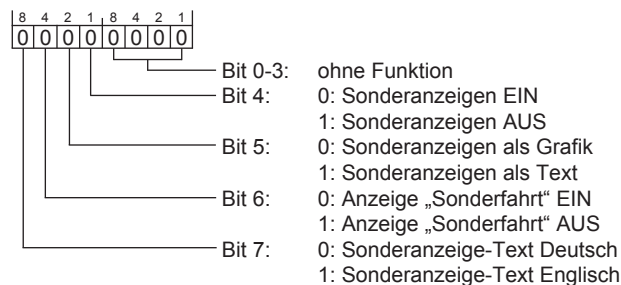 8 4 2 1 8 4 2 1
0 0 0 0 0 0 0 0
Bit 0-3: ohne Funktion
Bit 4: 0: Sonderanzeigen EIN
1: Sonderanzeigen AUS
Bit 5: 0: Sonderanzeigen als Grafik
1: Sonderanzeigen als Text
Bit 6: 0: Anzeige „Sonderfahrt“ EIN
1: Anzeige „Sonderfahrt“ AUS
Bit 7: 0: Sonderanzeige-Text Deutsch
1: Sonderanzeige-Text Englisch